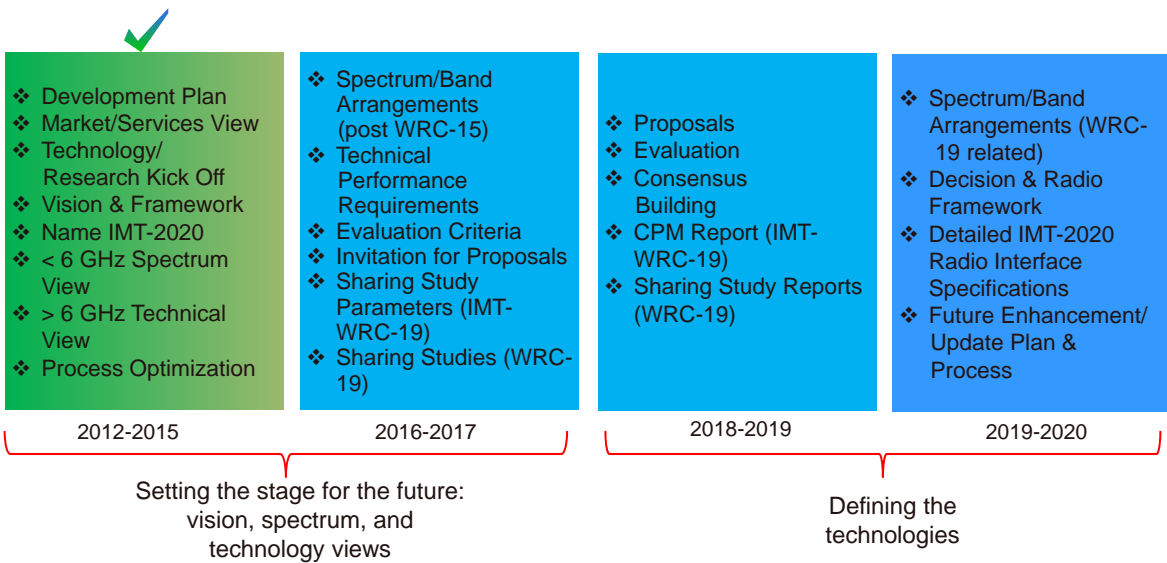 ❖ Development Plan
❖ Market/Services View
❖ Technology/
Research Kick Off
❖ Vision & Framework
❖ Name IMT-2020
❖ < 6 GHz Spectrum
View
❖ > 6 GHz Technical
View
❖ Process Optimization
2012-2015
❖ Spectrum/Band
Arrangements
(post WRC-15)
❖ Technical
Performance
Requirements
❖ Evaluation Criteria
❖ Invitation for Proposals
❖ Sharing Study
Parameters (IMT-
WRC-19)
❖ Sharing Studies (WRC-
19)
2016-2017
❖ Proposals
❖ Evaluation
❖ Consensus
Building
❖ CPM Report (IMT-
WRC-19)
❖ Sharing Study Reports
(WRC-19)
2018-2019
❖ Spectrum/Band
Arrangements (WRC-
19 related)
❖ Decision & Radio
Framework
❖ Detailed IMT-2020
Radio Interface
Specifications
❖ Future Enhancement/
Update Plan &
Process
2019-2020
Setting the stage for the future:
vision, spectrum, and
technology views
Defining the
technologies